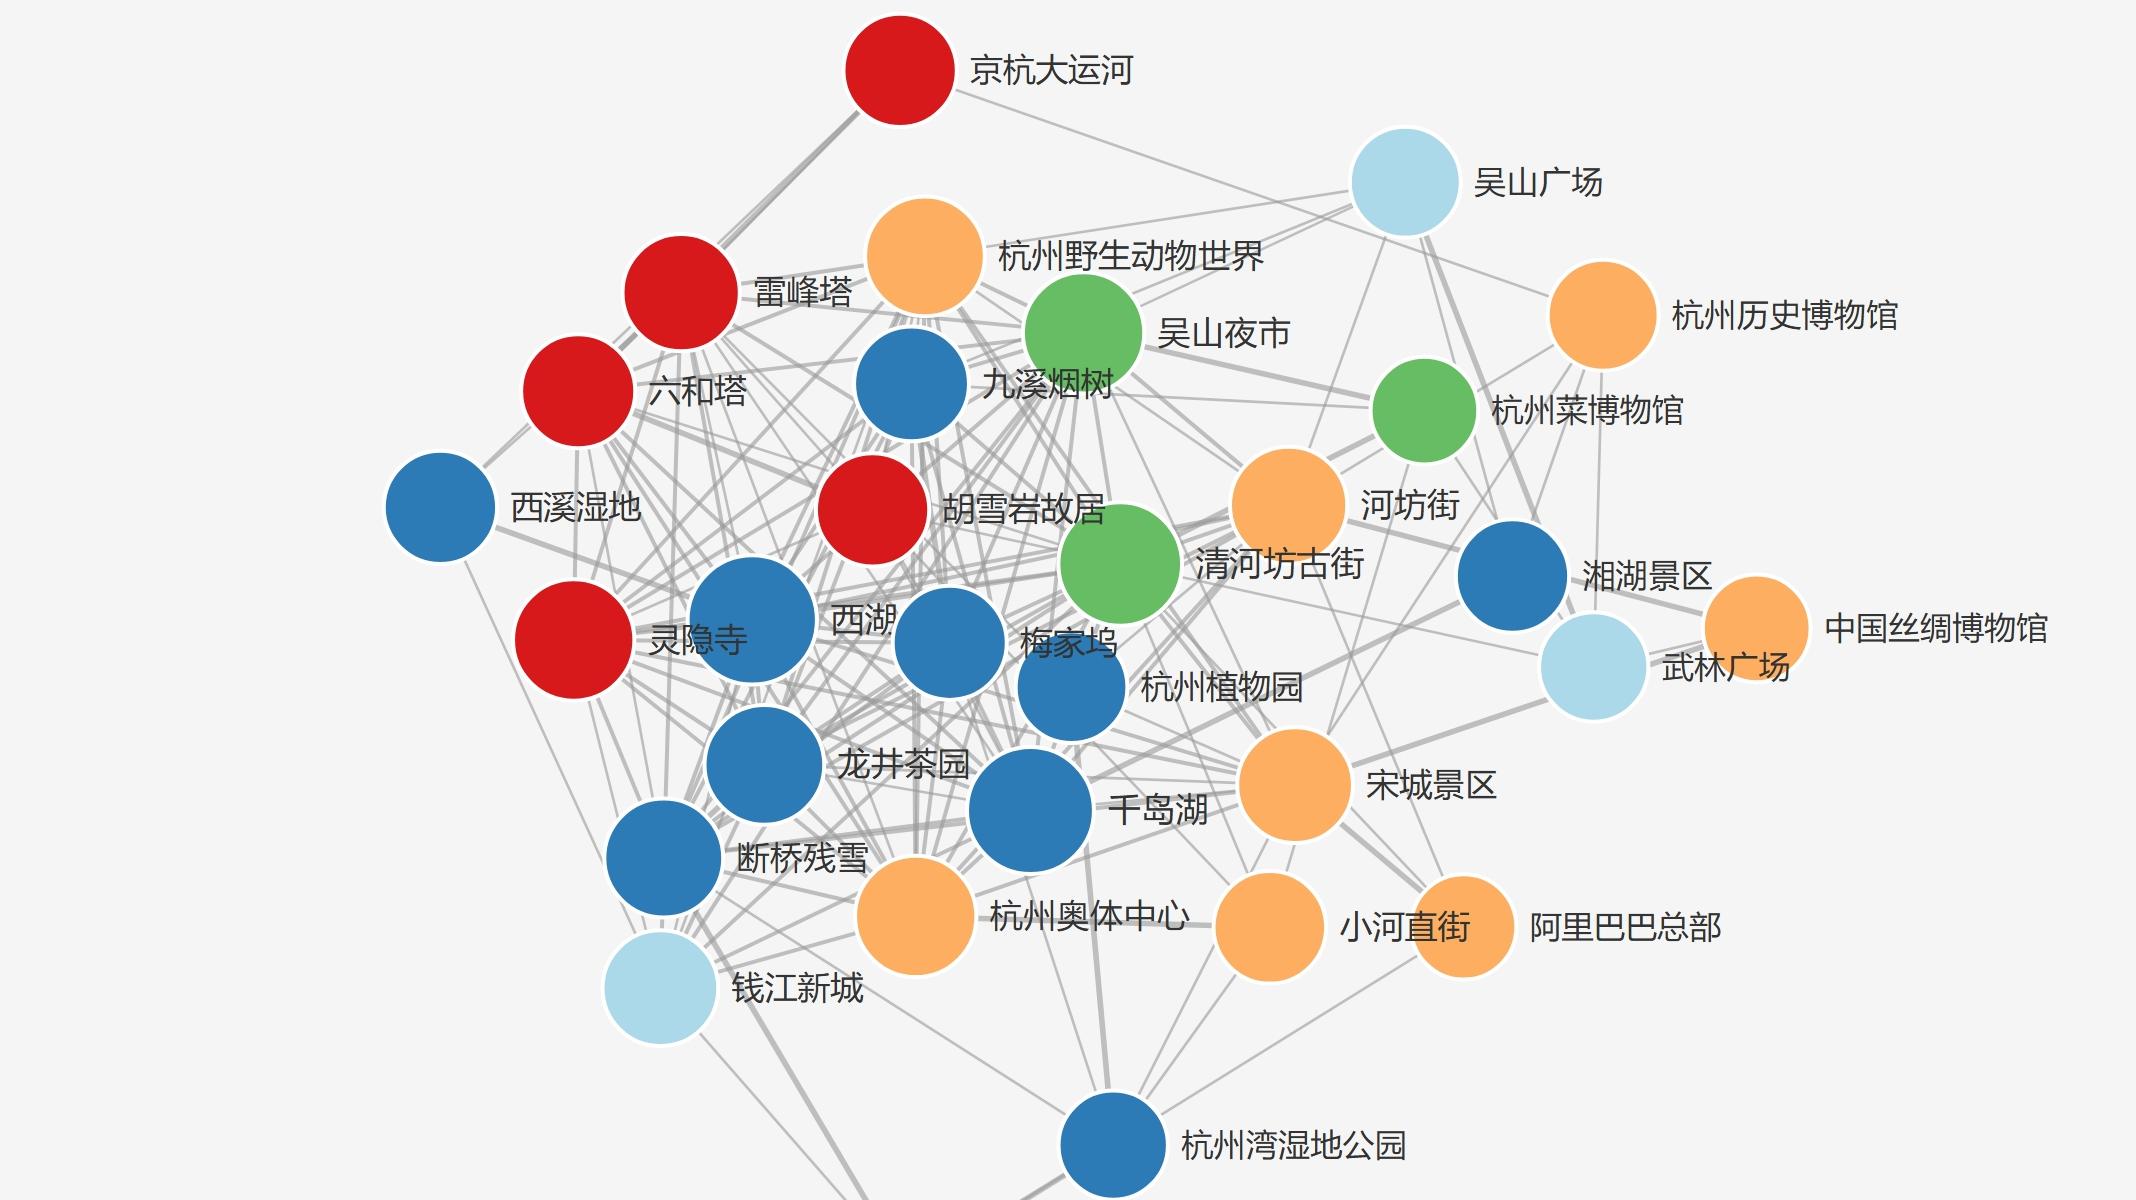 京杭大运河
吴山广场
杭州野生动物世界
雷峰塔
杭州历史博物馆
吴山夜市
九溪烟树
六和塔
杭州菜博物馆
西溪湿地
胡雪岩故居
河坊街
清河坊古街
湘湖景区
西湖
中国丝绸博物馆
灵隐寺
梅家坞
武林广场
杭州植物园
龙井茶园
宋城景区
千岛湖
断桥残雪
杭州奥体中心
小河直街
阿里巴巴总部
钱江新城
杭州湾湿地公园